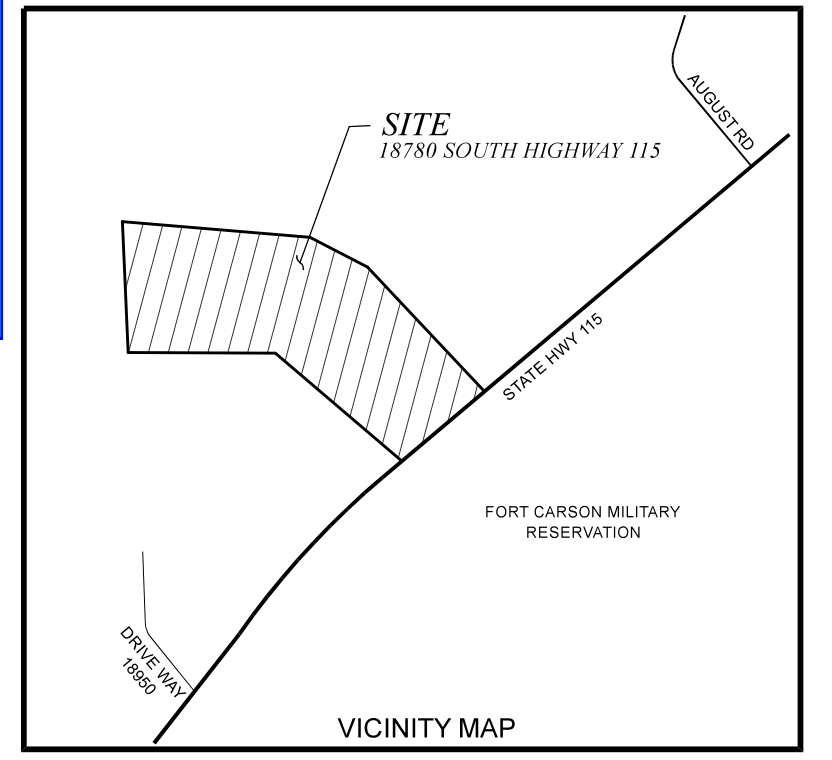 AUGUST RD
SITE
18780 SOUTH HIGHWAY 115
STATE HWY 115
FORT CARSON MILITARY
RESERVATION
DRIVE WAY
18950
VICINITY MAP